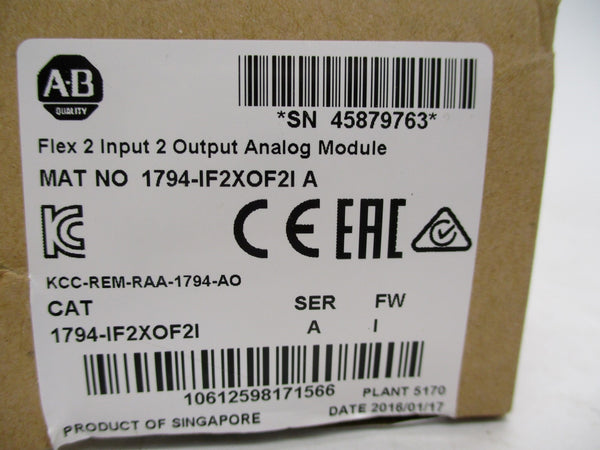 A·B
QUALITY
*SN 45879763*
Flex 2 Input 2 Output Analog Module
MAT NO 1794-IF2XOF2I A
KC CE EAC
KCC-REM-RAA-1794-AO
CAT SER FW
1794-IF2XOF2I A I
10612598171566 PLANT 5170
PRODUCT OF SINGAPORE DATE 2016/01/17